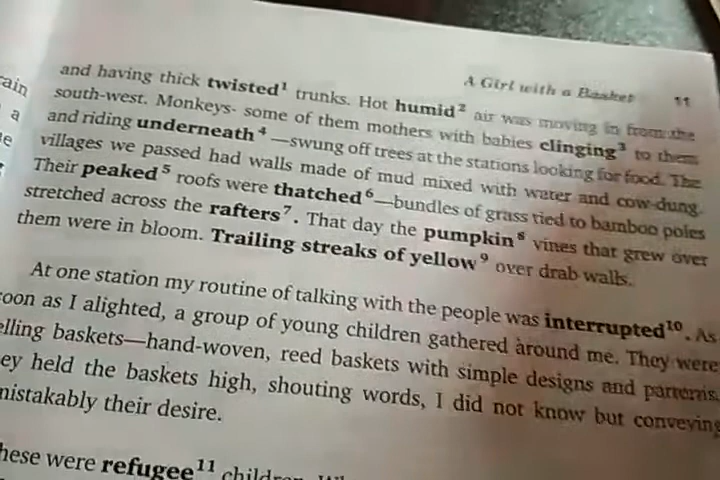 A Girl with a Basket 11
and having thick twisted¹ trunks. Hot humid² air was moving in from the
south-west. Monkeys- some of them mothers with babies clinging³ to them
and riding underneath⁴—swung off trees at the stations looking for food. The
villages we passed had walls made of mud mixed with water and cow-dung.
Their peaked⁵ roofs were thatched⁶—bundles of grass tied to bamboo poles
stretched across the rafters⁷. That day the pumpkin⁸ vines that grew over
them were in bloom. Trailing streaks of yellow⁹ over drab walls.
At one station my routine of talking with the people was interrupted¹⁰. As
oon as I alighted, a group of young children gathered around me. They were
elling baskets—hand-woven, reed baskets with simple designs and patterns.
ey held the baskets high, shouting words, I did not know but conveying
mistakably their desire.
hese were refugee¹¹ children.
ain
a